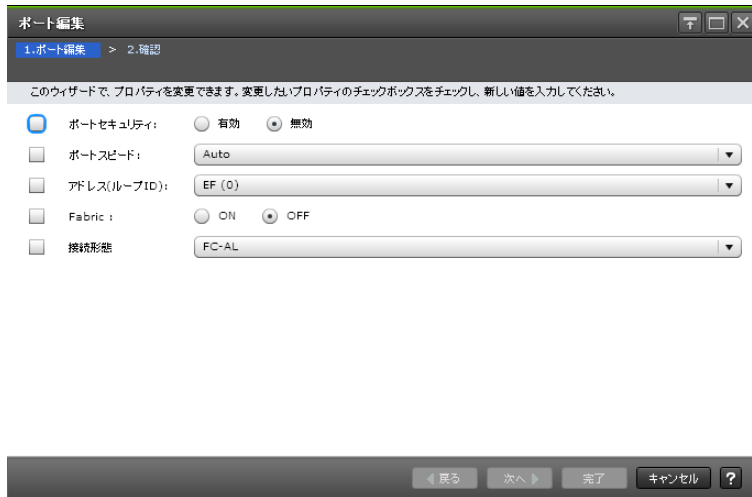 ポート編集
1.ポート編集 > 2.確認
このウィザードで、プロパティを変更できます。変更したいプロパティのチェックボックスをチェックし、新しい値を入力してください。
ポートセキュリティ: 有効 無効
ポートスピード: Auto
アドレス(ループID): EF (0)
Fabric : ON OFF
接続形態 FC-AL
戻る 次へ 完了 キャンセル ?